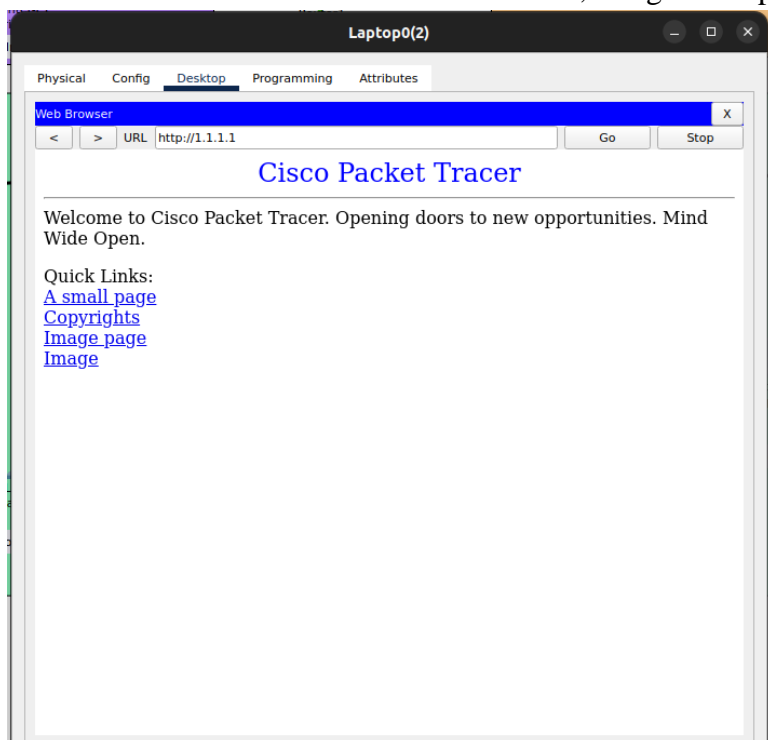 Laptop0(2)
Physical Config Desktop Programming Attributes
Web Browser
X
< > URL http://1.1.1.1 Go Stop
Cisco Packet Tracer
Welcome to Cisco Packet Tracer. Opening doors to new opportunities. Mind
Wide Open.
Quick Links:
A small page
Copyrights
Image page
Image